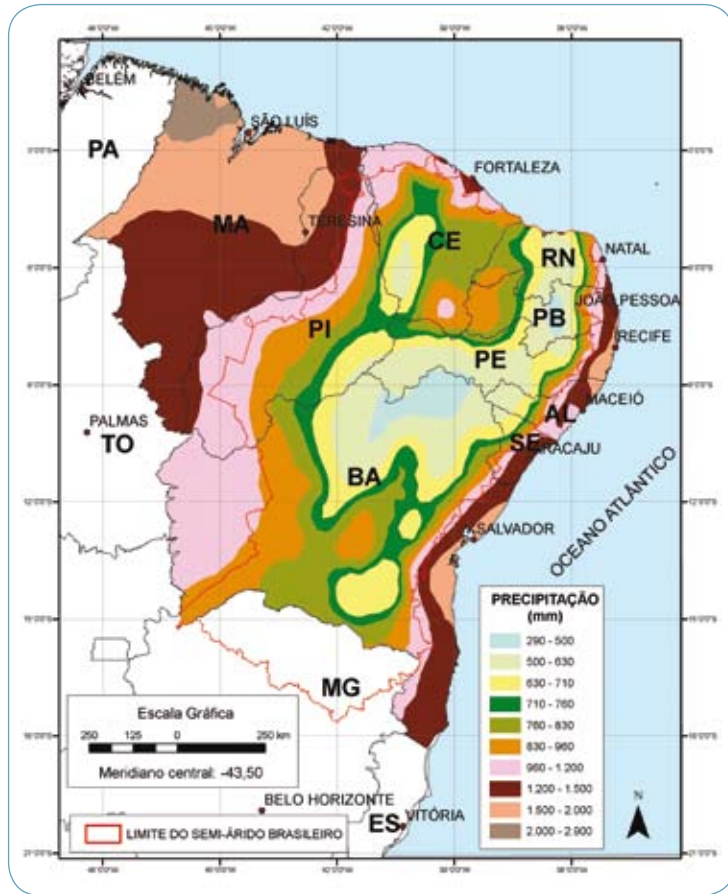 BELÉM
SÃO LUÍS
PA
FORTALEZA
MA
TERESINA
CE
RN
NATAL
JOÃO PESSOA
PI
PB
RECIFE
PE
MACEIÓ
AL
PALMAS
TO
SE
ARACAJU
BA
OCEANO ATLÂNTICO
SALVADOR
PRECIPITAÇÃO
(mm)
290 - 500
500 - 630
630 - 710
710 - 760
760 - 830
830 - 960
960 - 1.200
1.200 - 1.500
1.500 - 2.000
2.000 - 2.900
MG
Escala Gráfica
250 125 0 250 km
Meridiano central: -43,50
N
BELO HORIZONTE
ES
VITÓRIA
LIMITE DO SEMI-ÁRIDO BRASILEIRO